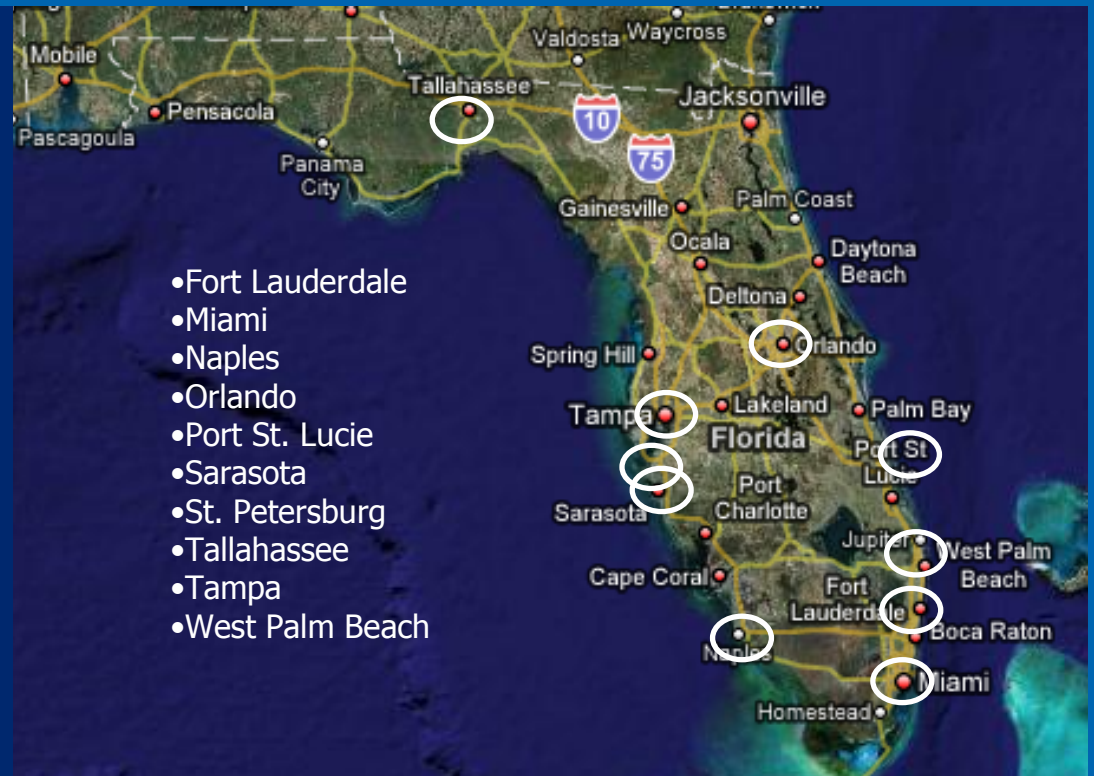 Valdosta
Waycross
Mobile
Tallahassee
Jacksonville
Pensacola
10
Pascagoula
75
Panama
City
Gainesville
Palm Coast
Ocala
Daytona
Beach
Deltona
•Fort Lauderdale
•Miami
•Naples
•Orlando
•Port St. Lucie
•Sarasota
•St. Petersburg
•Tallahassee
•Tampa
•West Palm Beach
Spring Hill
Orlando
Tampa
Lakeland
Palm Bay
Florida
Port St
Lucie
Port
Charlotte
Sarasota
Jupiter
West Palm
Beach
Cape Coral
Fort
Lauderdale
Boca Raton
Naples
Miami
Homestead